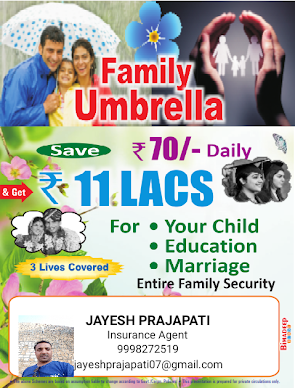 Family
Umbrella
Save ₹ 70/- Daily
& Get ₹ 11 LACS
For • Your Child
• Education
• Marriage
3 Lives Covered
Entire Family Security
JAYESH PRAJAPATI
Insurance Agent
9998272519
jayeshprajapati07@gmail.com
BIMADEEP